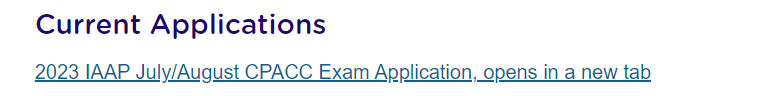 Current Applications
2023 IAAP July/August CPACC Exam Application, opens in a new tab